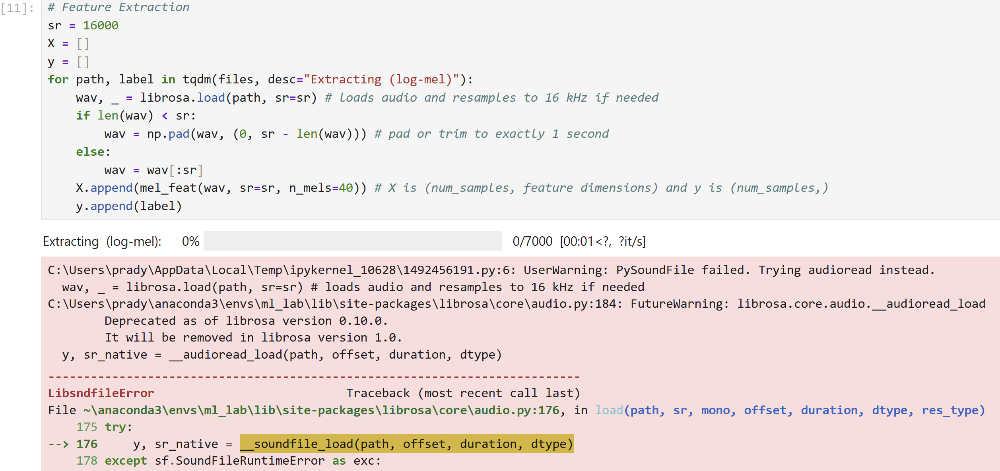 [11]: # Feature Extraction
sr = 16000
X = []
y = []
for path, label in tqdm(files, desc="Extracting (log-mel)"):
    wav, _ = librosa.load(path, sr=sr) # loads audio and resamples to 16 kHz if needed
    if len(wav) < sr:
        wav = np.pad(wav, (0, sr - len(wav))) # pad or trim to exactly 1 second
    else:
        wav = wav[:sr]
    X.append(mel_feat(wav, sr=sr, n_mels=40)) # X is (num_samples, feature dimensions) and y is (num_samples,)
    y.append(label)
Extracting (log-mel): 0% 0/7000 [00:01<?, ?it/s]
C:\Users\prady\AppData\Local\Temp\ipykernel_10628\1492456191.py:6: UserWarning: PySoundFile failed. Trying audioread instead.
  wav, _ = librosa.load(path, sr=sr) # loads audio and resamples to 16 kHz if needed
C:\Users\prady\anaconda3\envs\ml_lab\lib\site-packages\librosa\core\audio.py:184: FutureWarning: librosa.core.audio.__audioread_load
        Deprecated as of librosa version 0.10.0.
        It will be removed in librosa version 1.0.
  y, sr_native = __audioread_load(path, offset, duration, dtype)
---------------------------------------------------------------------------
LibsndfileError                           Traceback (most recent call last)
File ~\anaconda3\envs\ml_lab\lib\site-packages\librosa\core\audio.py:176, in load(path, sr, mono, offset, duration, dtype, res_type)
    175 try:
--> 176     y, sr_native = __soundfile_load(path, offset, duration, dtype)
    178 except sf.SoundFileRuntimeError as exc: